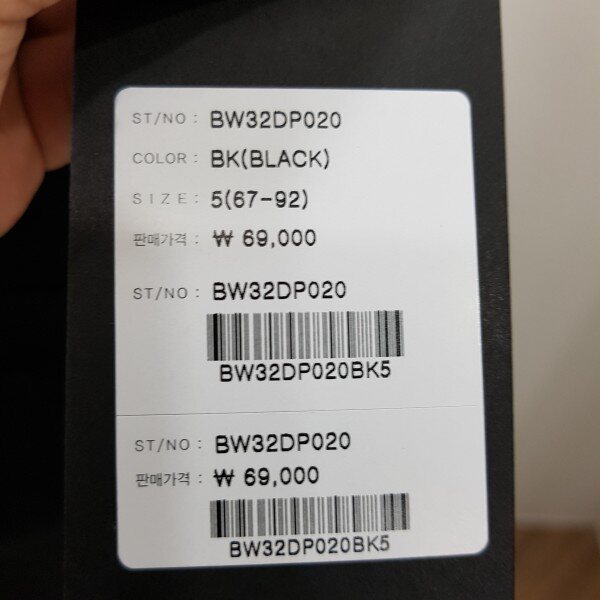 ST/NO : BW32DP020
COLOR : BK(BLACK)
SIZE : 5(67-92)
판매가격 : ₩ 69,000
ST/NO : BW32DP020
BW32DP020BK5
ST/NO : BW32DP020
판매가격 : ₩ 69,000
BW32DP020BK5